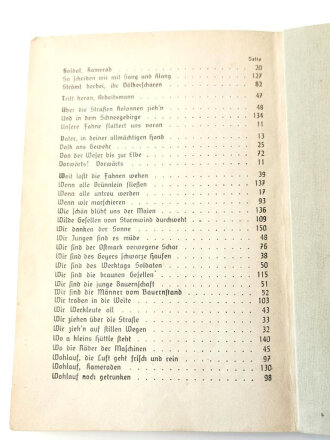 Seite
Soldat, Kamerad 20
So scheiden wir mit Sang und Klang 127
Strömt herbei, ihr Völkerscharen 82
Tritt heran, Arbeitsmann 47
Über die Straßen Kolonnen zieh'n 48
Und in dem Schneegebirge 134
Unsere Fahne flattert uns voran 11
Vater, in deiner allmächtigen Hand 13
Volk ans Gewehr 25
Von der Weser bis zur Elbe 72
Vorwärts! Vorwärts 11
Weil laßt die Fahnen wehen 39
Wenn alle Brünnlein fließen 137
Wenn alle untreu werden 17
Wenn wir marschieren 93
Wie schön blüht uns der Maien 136
Wilde Gesellen vom Sturmwind durchweht 109
Wir danken der Sonne 150
Wir Jungen sind es müde 48
Wir sind der Ostmark verwegene Schar 76
Wir sind des Geyers schwarze Haufen 38
Wir sind des Werktags Soldaten 50
Wir sind die braunen Gesellen 115
Wir sind die junge Bauernschaft 51
Wir sind die Männer vom Bauernstand 52
Wir traben in die Weite 103
Wir Werkleute all 43
Wir ziehen über die Straße 33
Wir zieh'n auf stillen Wegen 32
Wo a kleins Hüttle steht 140
Wo die Räder der Maschinen 45
Wohlauf, die Luft geht frisch und rein 97
Wohlauf, Kameraden 130
Wohlauf noch getrunken 98